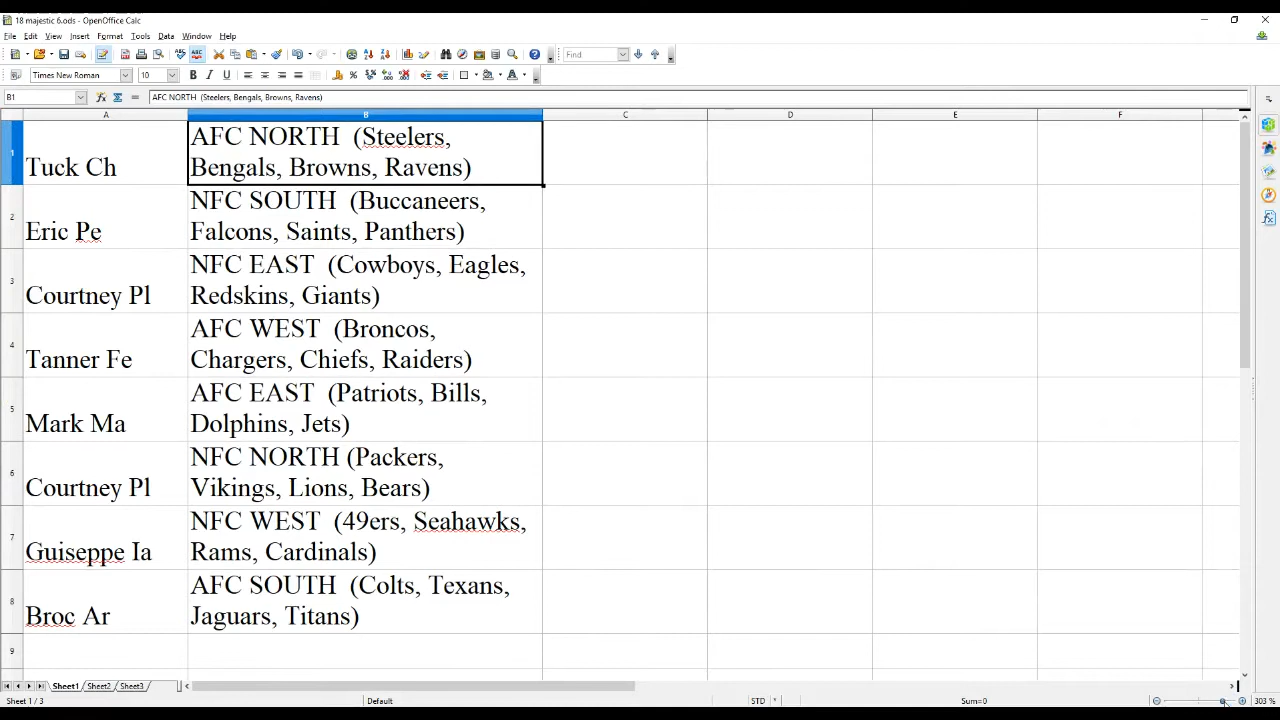 18 majestic 6.ods - OpenOffice Calc
File Edit View Insert Format Tools Data Window Help
Find
Times New Roman 10
B1 AFC NORTH (Steelers, Bengals, Browns, Ravens)
A B C D E F
1 Tuck Ch AFC NORTH (Steelers,
Bengals, Browns, Ravens)
2 Eric Pe NFC SOUTH (Buccaneers,
Falcons, Saints, Panthers)
3 Courtney Pl NFC EAST (Cowboys, Eagles,
Redskins, Giants)
4 Tanner Fe AFC WEST (Broncos,
Chargers, Chiefs, Raiders)
5 Mark Ma AFC EAST (Patriots, Bills,
Dolphins, Jets)
6 Courtney Pl NFC NORTH (Packers,
Vikings, Lions, Bears)
7 Guiseppe Ia NFC WEST (49ers, Seahawks,
Rams, Cardinals)
8 Broc Ar AFC SOUTH (Colts, Texans,
Jaguars, Titans)
9
Sheet1 Sheet2 Sheet3
Sheet 1 / 3 Default STD * Sum=0 303 %